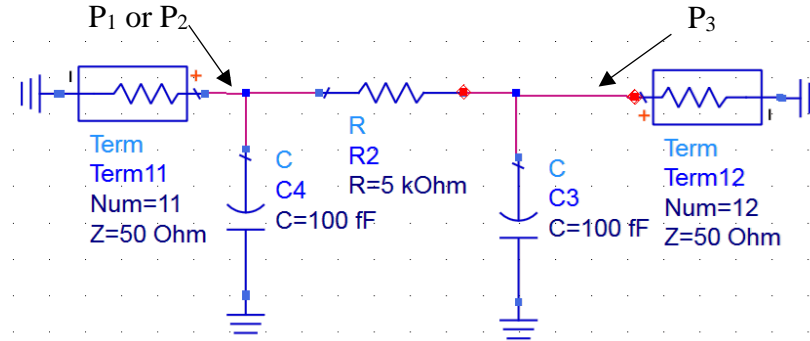 P₁ or P₂
P₃
+
Term
Term11
Num=11
Z=50 Ohm
C
C4
C=100 fF
R
R2
R=5 kOhm
C
C3
C=100 fF
+
Term
Term12
Num=12
Z=50 Ohm